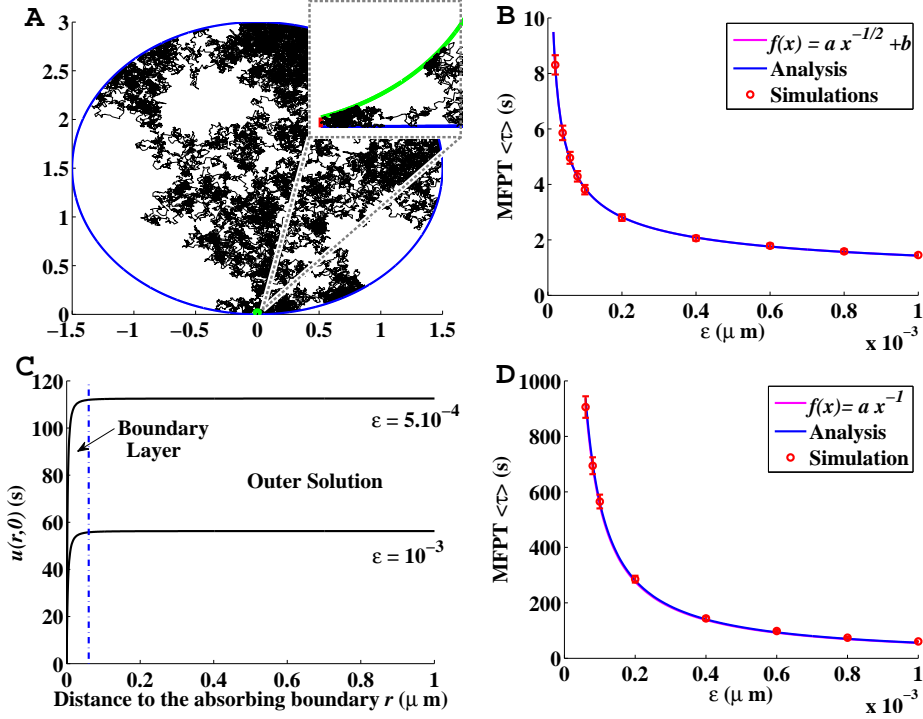 A
3
2.5
2
1.5
1
0.5
0
−1.5
−1
−0.5
0
0.5
1
1.5
B
10
8
6
4
2
0
MFPT <τ> (s)
f(x) = a x^{-1/2} +b
Analysis
Simulations
0
0.2
0.4
0.6
0.8
1
x 10^{-3}
ε (μ m)
C
120
100
80
60
40
20
0
u(r,0) (s)
Boundary
Layer
Outer Solution
ε = 5.10^{-4}
ε = 10^{-3}
0
0.2
0.4
0.6
0.8
1
Distance to the absorbing boundary r (μ m)
D
1000
800
600
400
200
0
MFPT <τ> (s)
f(x)= a x^{-1}
Analysis
Simulation
0
0.2
0.4
0.6
0.8
1
x 10^{-3}
ε (μ m)